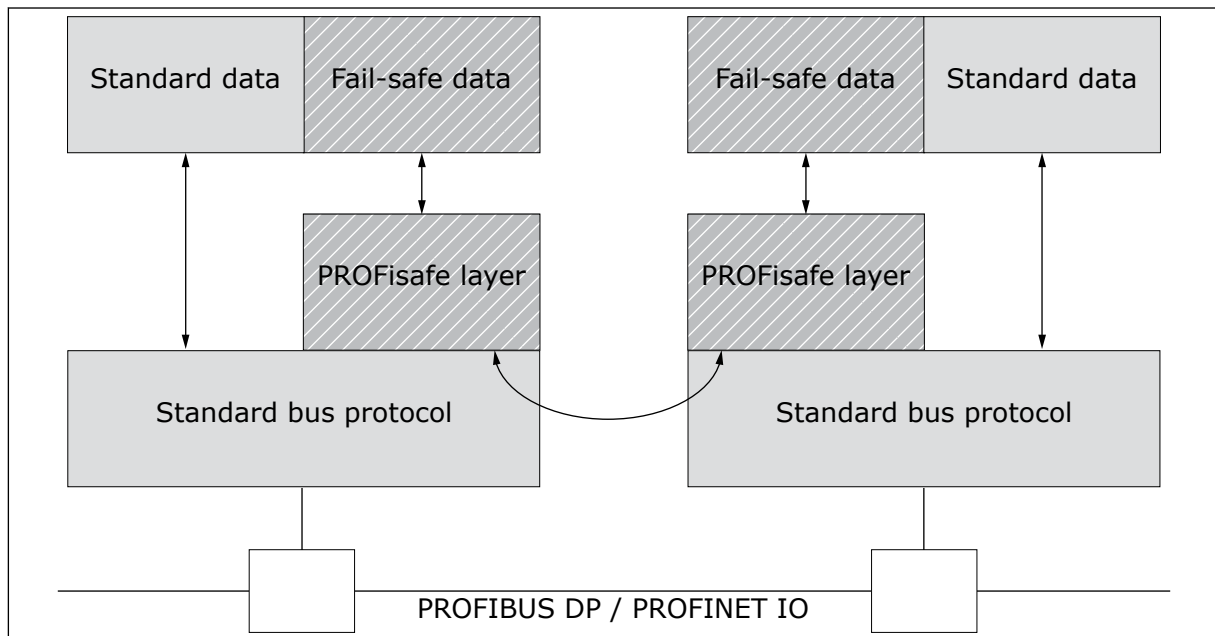 Standard data
Fail-safe data
Fail-safe data
Standard data
PROFisafe layer
PROFisafe layer
Standard bus protocol
Standard bus protocol
PROFIBUS DP / PROFINET IO